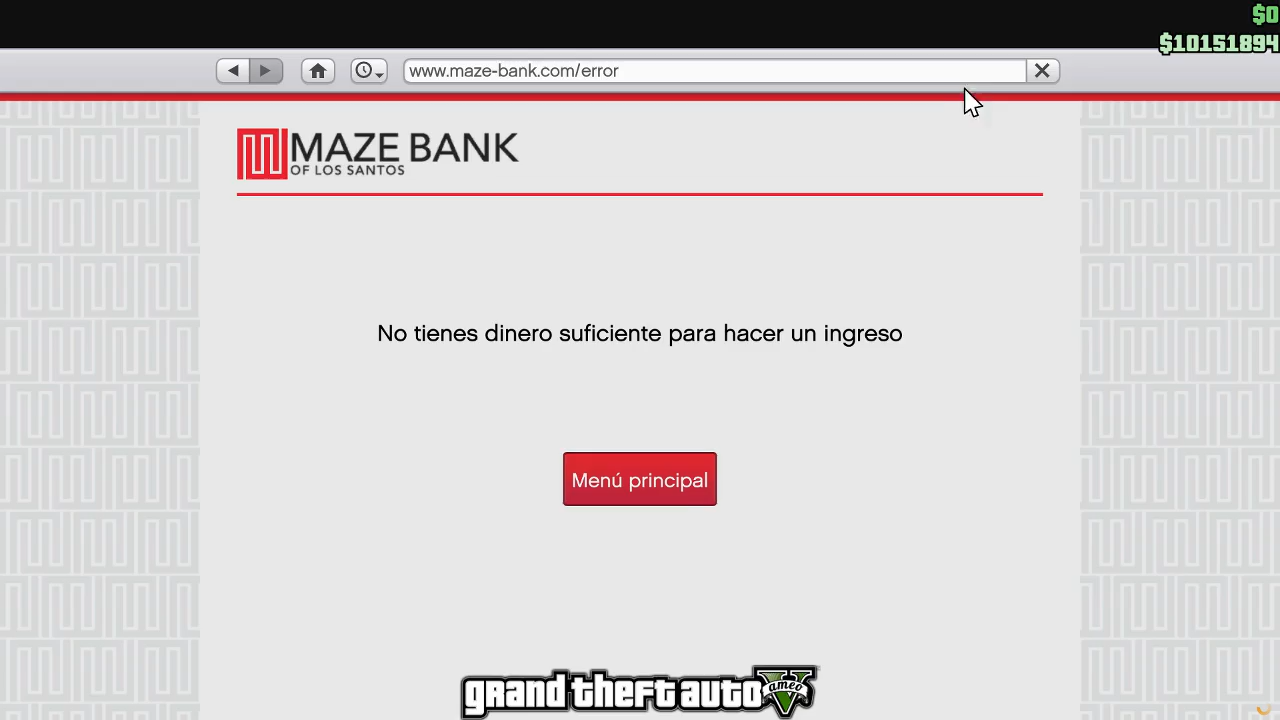 $0
$10151894
www.maze-bank.com/error
MAZE BANK
OF LOS SANTOS
No tienes dinero suficiente para hacer un ingreso
Menú principal
grand theft auto V
ameo